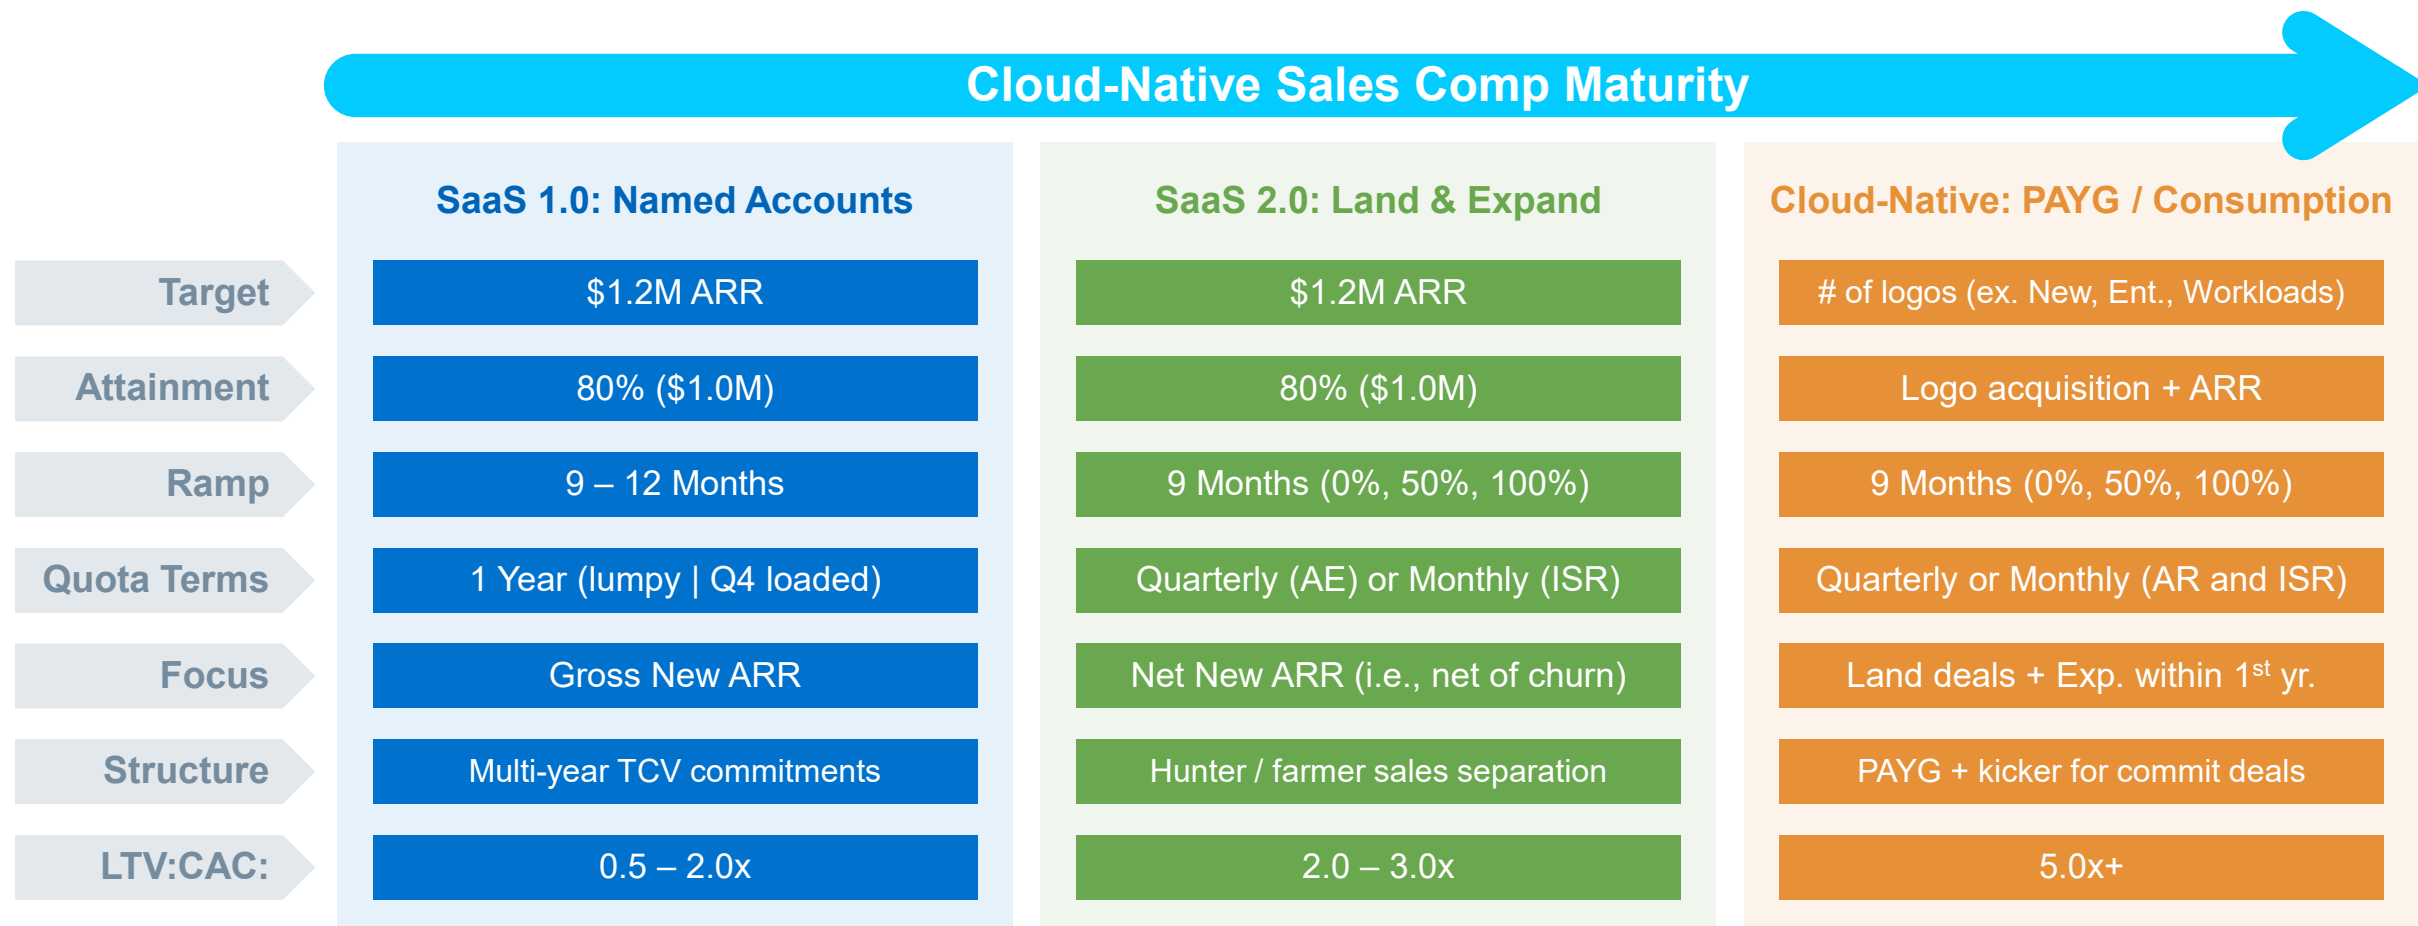 Cloud-Native Sales Comp Maturity
SaaS 1.0: Named Accounts
SaaS 2.0: Land & Expand
Cloud-Native: PAYG / Consumption
Target
$1.2M ARR
$1.2M ARR
# of logos (ex. New, Ent., Workloads)
Attainment
80% ($1.0M)
80% ($1.0M)
Logo acquisition + ARR
Ramp
9 – 12 Months
9 Months (0%, 50%, 100%)
9 Months (0%, 50%, 100%)
Quota Terms
1 Year (lumpy | Q4 loaded)
Quarterly (AE) or Monthly (ISR)
Quarterly or Monthly (AR and ISR)
Focus
Gross New ARR
Net New ARR (i.e., net of churn)
Land deals + Exp. within 1st yr.
Structure
Multi-year TCV commitments
Hunter / farmer sales separation
PAYG + kicker for commit deals
LTV:CAC:
0.5 – 2.0x
2.0 – 3.0x
5.0x+